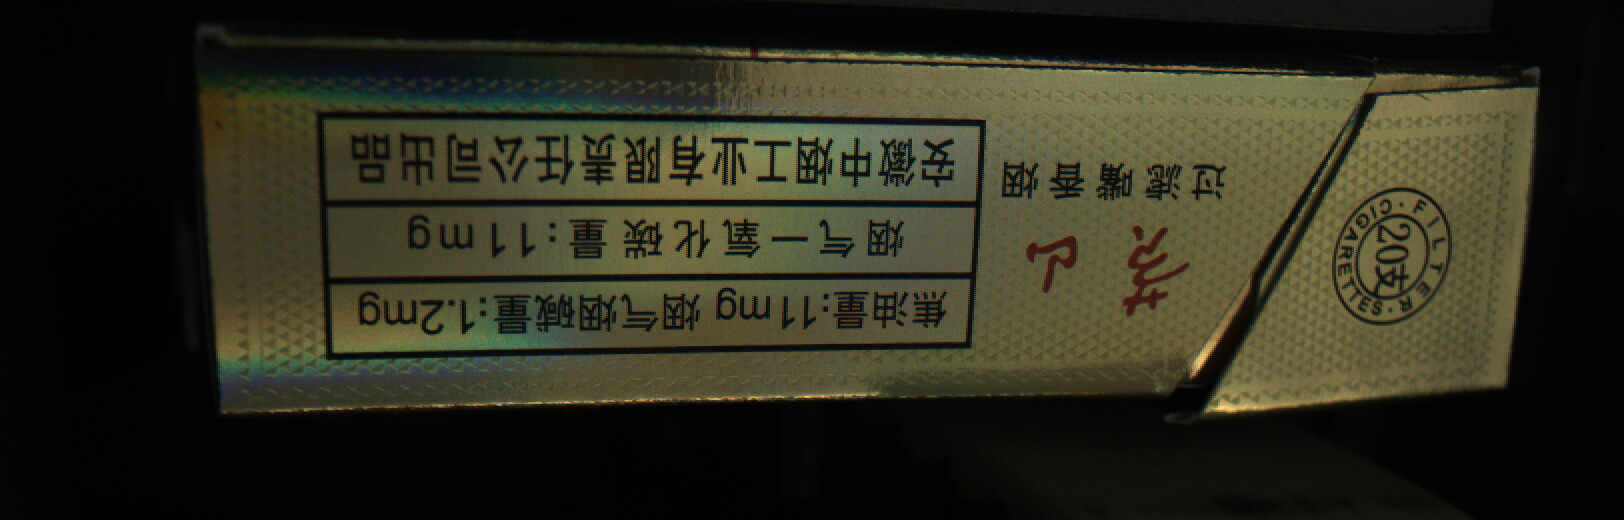 焦油量:11mg 烟气烟碱量:1.2mg
烟气一氧化碳量:11mg
安徽中烟工业有限责任公司出品
黄山
过滤嘴香烟
FILTER·CIGARETTES·
20支